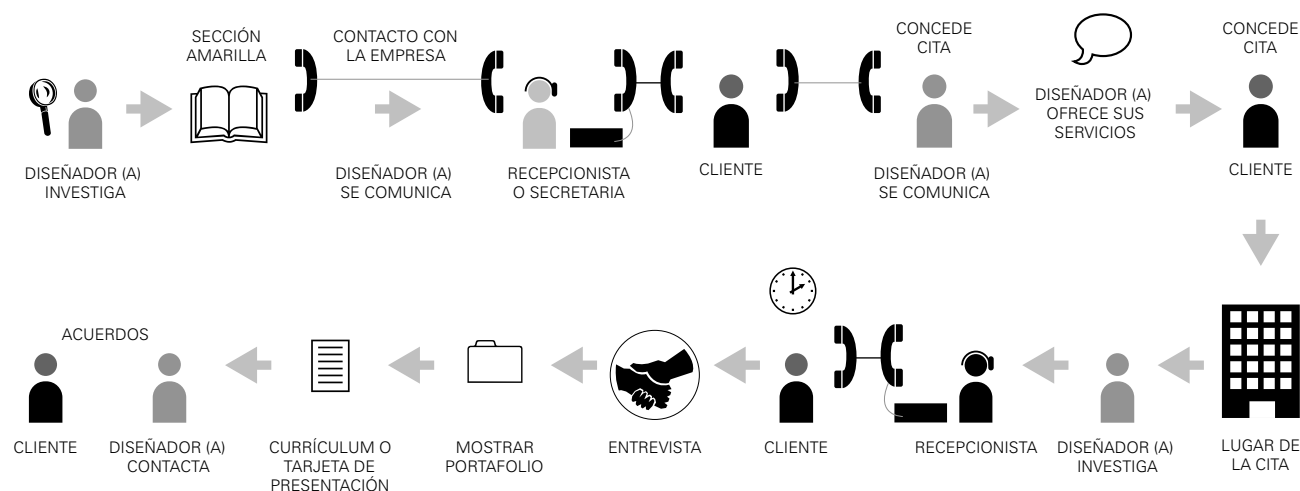 SECCIÓN
AMARILLA
CONTACTO CON
LA EMPRESA
CONCEDE
CITA
CONCEDE
CITA
DISEÑADOR (A)
OFRECE SUS
SERVICIOS
DISEÑADOR (A)
INVESTIGA
DISEÑADOR (A)
SE COMUNICA
RECEPCIONISTA
O SECRETARIA
CLIENTE
DISEÑADOR (A)
SE COMUNICA
CLIENTE
ACUERDOS
CLIENTE
DISEÑADOR (A)
CONTACTA
CURRÍCULUM O
TARJETA DE
PRESENTACIÓN
MOSTRAR
PORTAFOLIO
ENTREVISTA
CLIENTE
RECEPCIONISTA
DISEÑADOR (A)
INVESTIGA
LUGAR DE
LA CITA